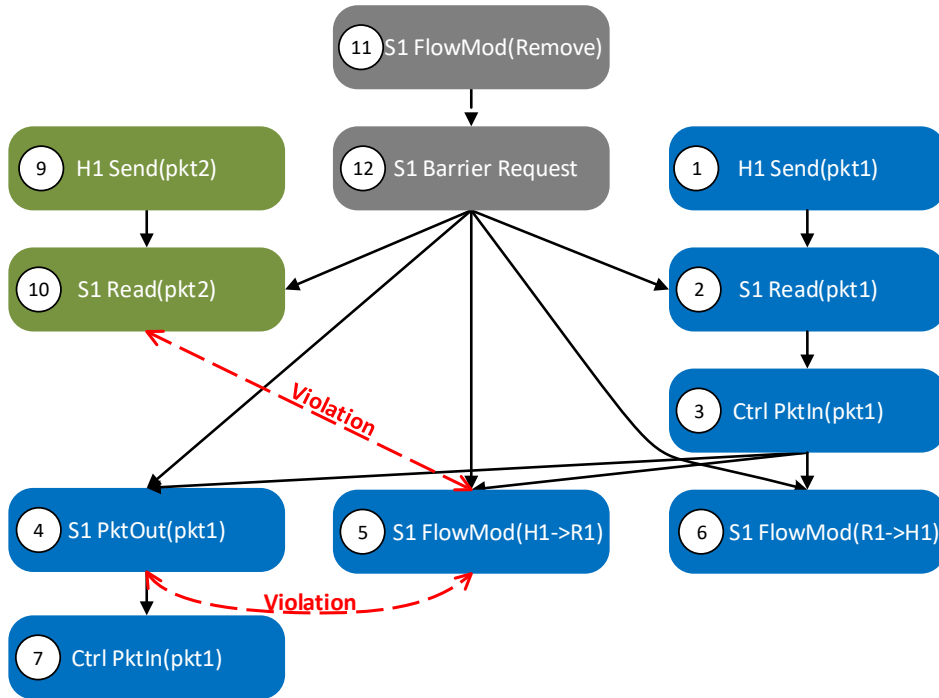 11 S1 FlowMod(Remove)
9 H1 Send(pkt2)
12 S1 Barrier Request
1 H1 Send(pkt1)
10 S1 Read(pkt2)
2 S1 Read(pkt1)
Violation
3 Ctrl PktIn(pkt1)
4 S1 PktOut(pkt1)
5 S1 FlowMod(H1->R1)
6 S1 FlowMod(R1->H1)
Violation
7 Ctrl PktIn(pkt1)